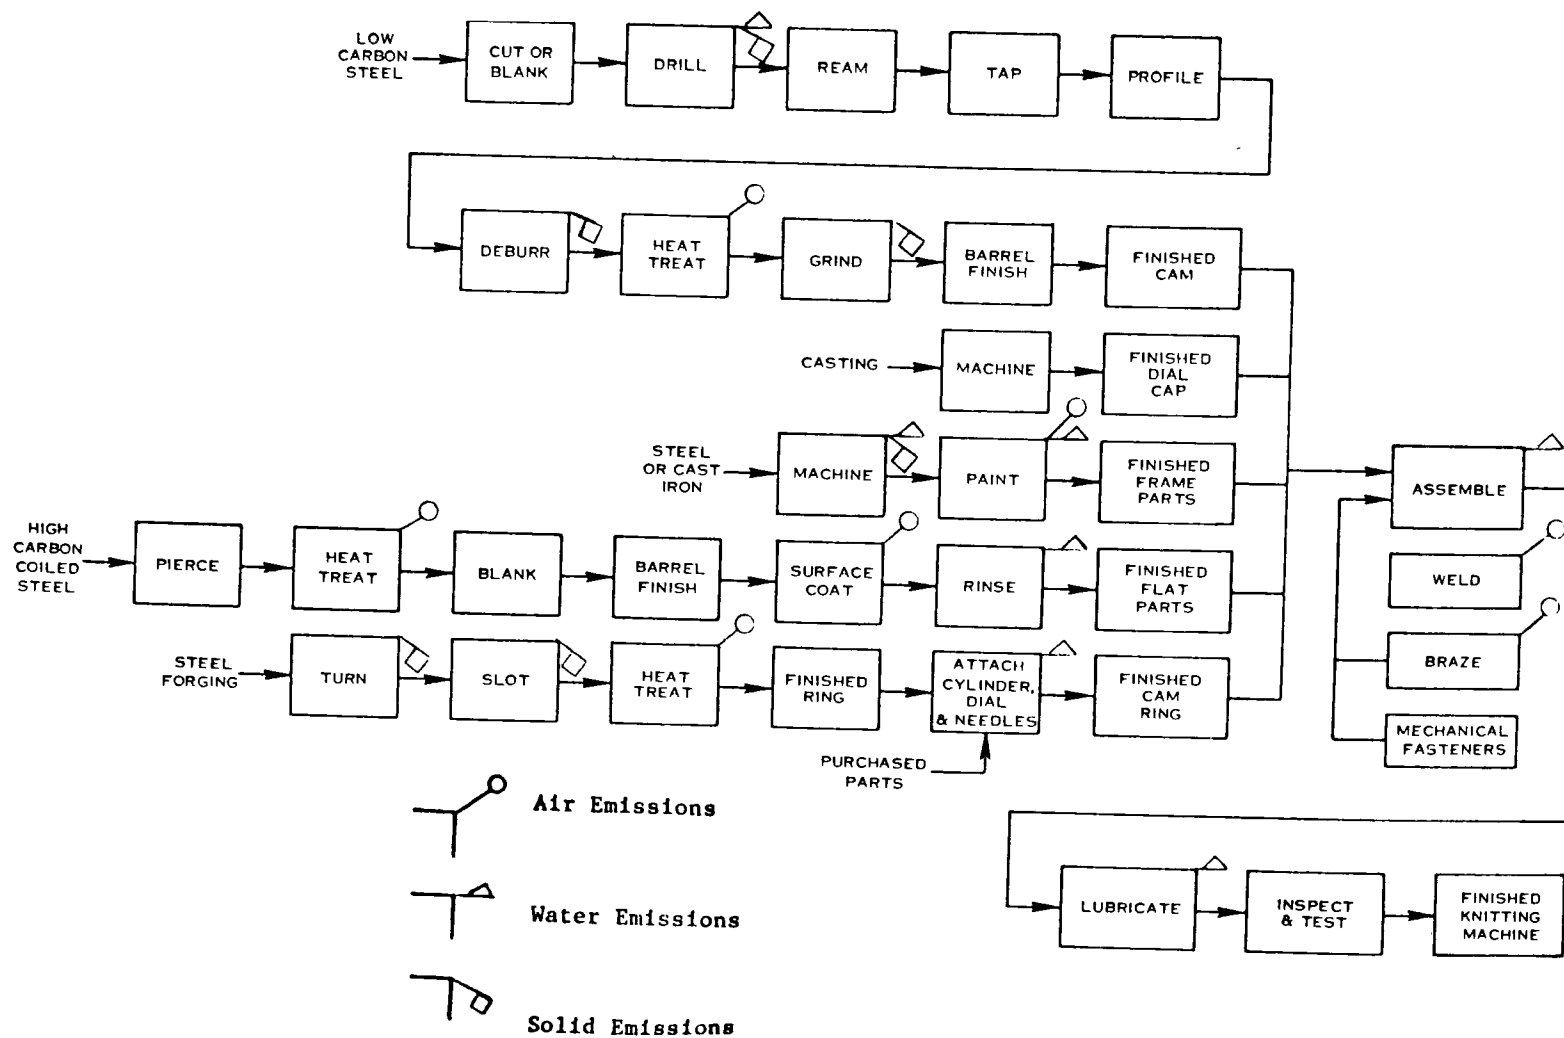 LOW
CARBON
STEEL
CUT OR
BLANK
DRILL
REAM
TAP
PROFILE
DEBURR
HEAT
TREAT
GRIND
BARREL
FINISH
FINISHED
CAM
CASTING
MACHINE
FINISHED
DIAL
CAP
STEEL
OR CAST
IRON
MACHINE
PAINT
FINISHED
FRAME
PARTS
ASSEMBLE
HIGH
CARBON
COILED
STEEL
PIERCE
HEAT
TREAT
BLANK
BARREL
FINISH
SURFACE
COAT
RINSE
FINISHED
FLAT
PARTS
WELD
STEEL
FORGING
TURN
SLOT
HEAT
TREAT
FINISHED
RING
ATTACH
CYLINDER,
DIAL
& NEEDLES
FINISHED
CAM
RING
BRAZE
PURCHASED
PARTS
MECHANICAL
FASTENERS
Air Emissions
Water Emissions
Solid Emissions
LUBRICATE
INSPECT
& TEST
FINISHED
KNITTING
MACHINE